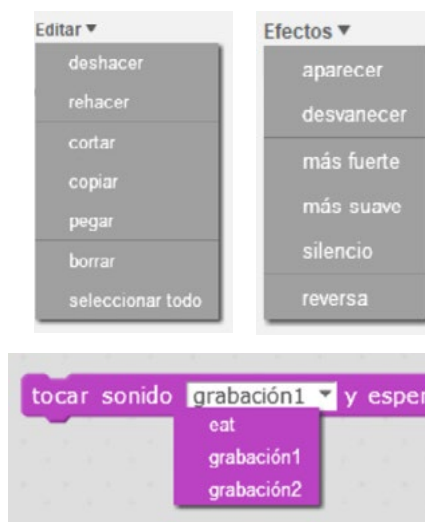 Editar ▼
deshacer
rehacer
cortar
copiar
pegar
borrar
seleccionar todo
Efectos ▼
aparecer
desvanecer
más fuerte
más suave
silencio
reversa
tocar sonido grabación1 ▼ y esper
eat
grabación1
grabación2